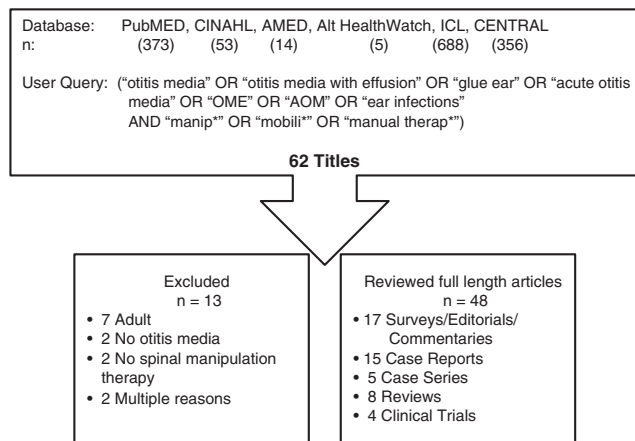 Database: PubMED, CINAHL, AMED, Alt HealthWatch, ICL, CENTRAL
n: (373) (53) (14) (5) (688) (356)
User Query: (“otitis media” OR “otitis media with effusion” OR “glue ear” OR “acute otitis
media” OR “OME” OR “AOM” OR “ear infections”
AND “manip*” OR “mobili*” OR “manual therap*”)
62 Titles
Excluded
n = 13
• 7 Adult
• 2 No otitis media
• 2 No spinal manipulation
therapy
• 2 Multiple reasons
Reviewed full length articles
n = 48
• 17 Surveys/Editorials/
Commentaries
• 15 Case Reports
• 5 Case Series
• 8 Reviews
• 4 Clinical Trials